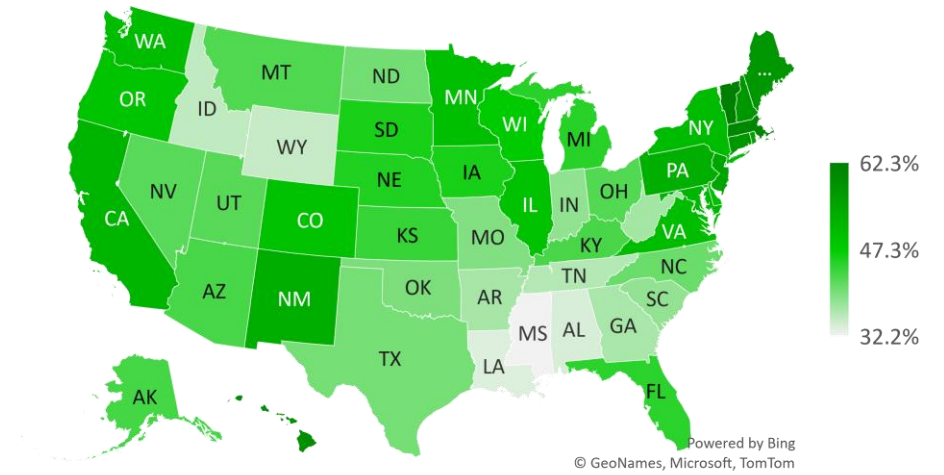 WA
MT
ND
MN
OR
ID
WI
MI
NY
...
SD
WY
IA
PA
NE
NV
UT
IL
IN
OH
CA
CO
KS
MO
KY
VA
AZ
NM
OK
AR
TN
NC
SC
TX
LA
MS
AL
GA
AK
FL
62.3%
47.3%
32.2%
Powered by Bing
© GeoNames, Microsoft, TomTom